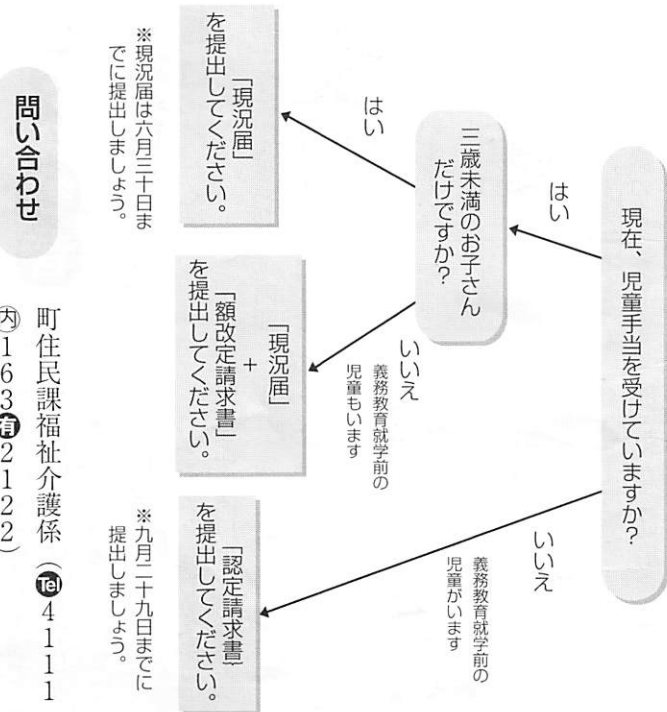 現在、児童手当を受けていますか？
はい
いいえ
義務教育就学前の
児童がいます
三歳未満のお子さん
だけですか？
はい
いいえ
義務教育就学前の
児童もいます
「現況届」
を提出してください。
※現況届は六月三十日ま
でに提出しましょう。
「現況届」
＋
「額改定請求書」
を提出してください。
「認定請求書」
を提出してください。
※九月二十九日までに
提出しましょう。
問い合わせ
町住民課福祉介護係（Tel4111
内163有2122）